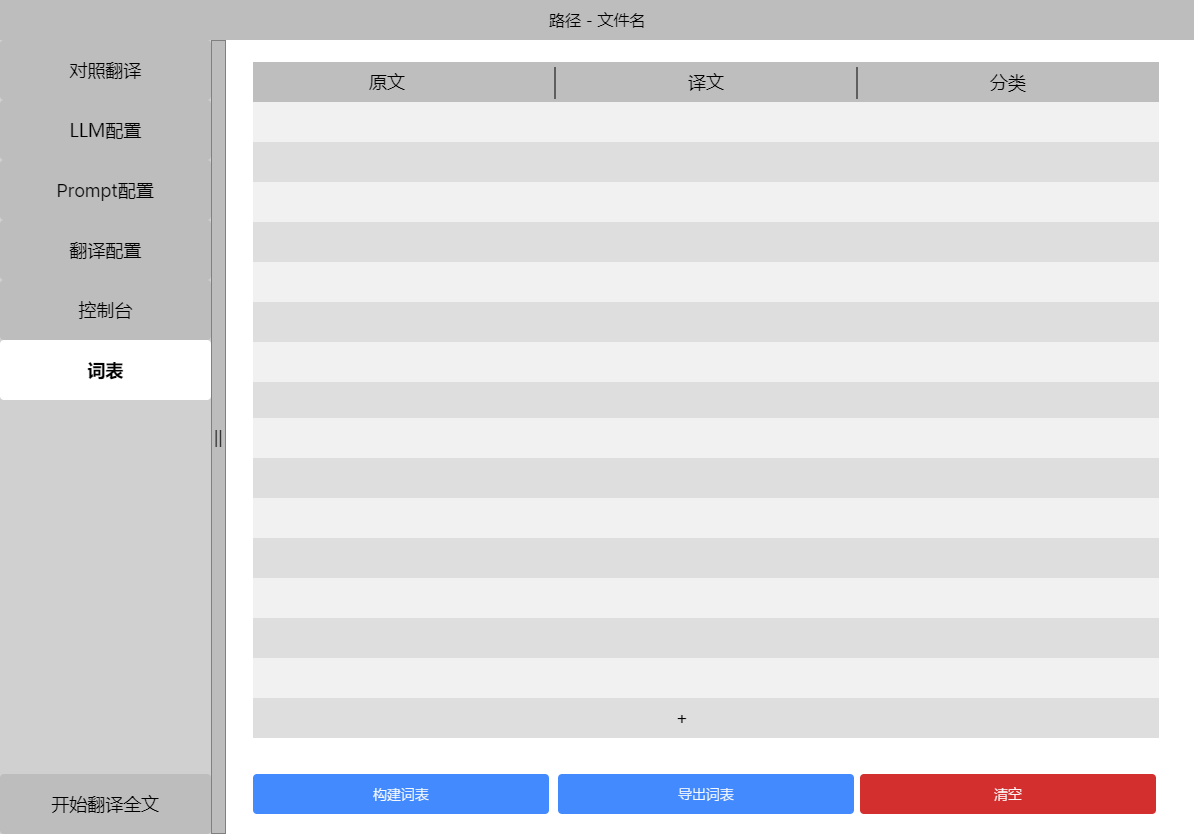 路径 - 文件名
对照翻译
LLM配置
Prompt配置
翻译配置
控制台
词表
开始翻译全文
||
原文 译文 分类
+
构建词表 导出词表 清空